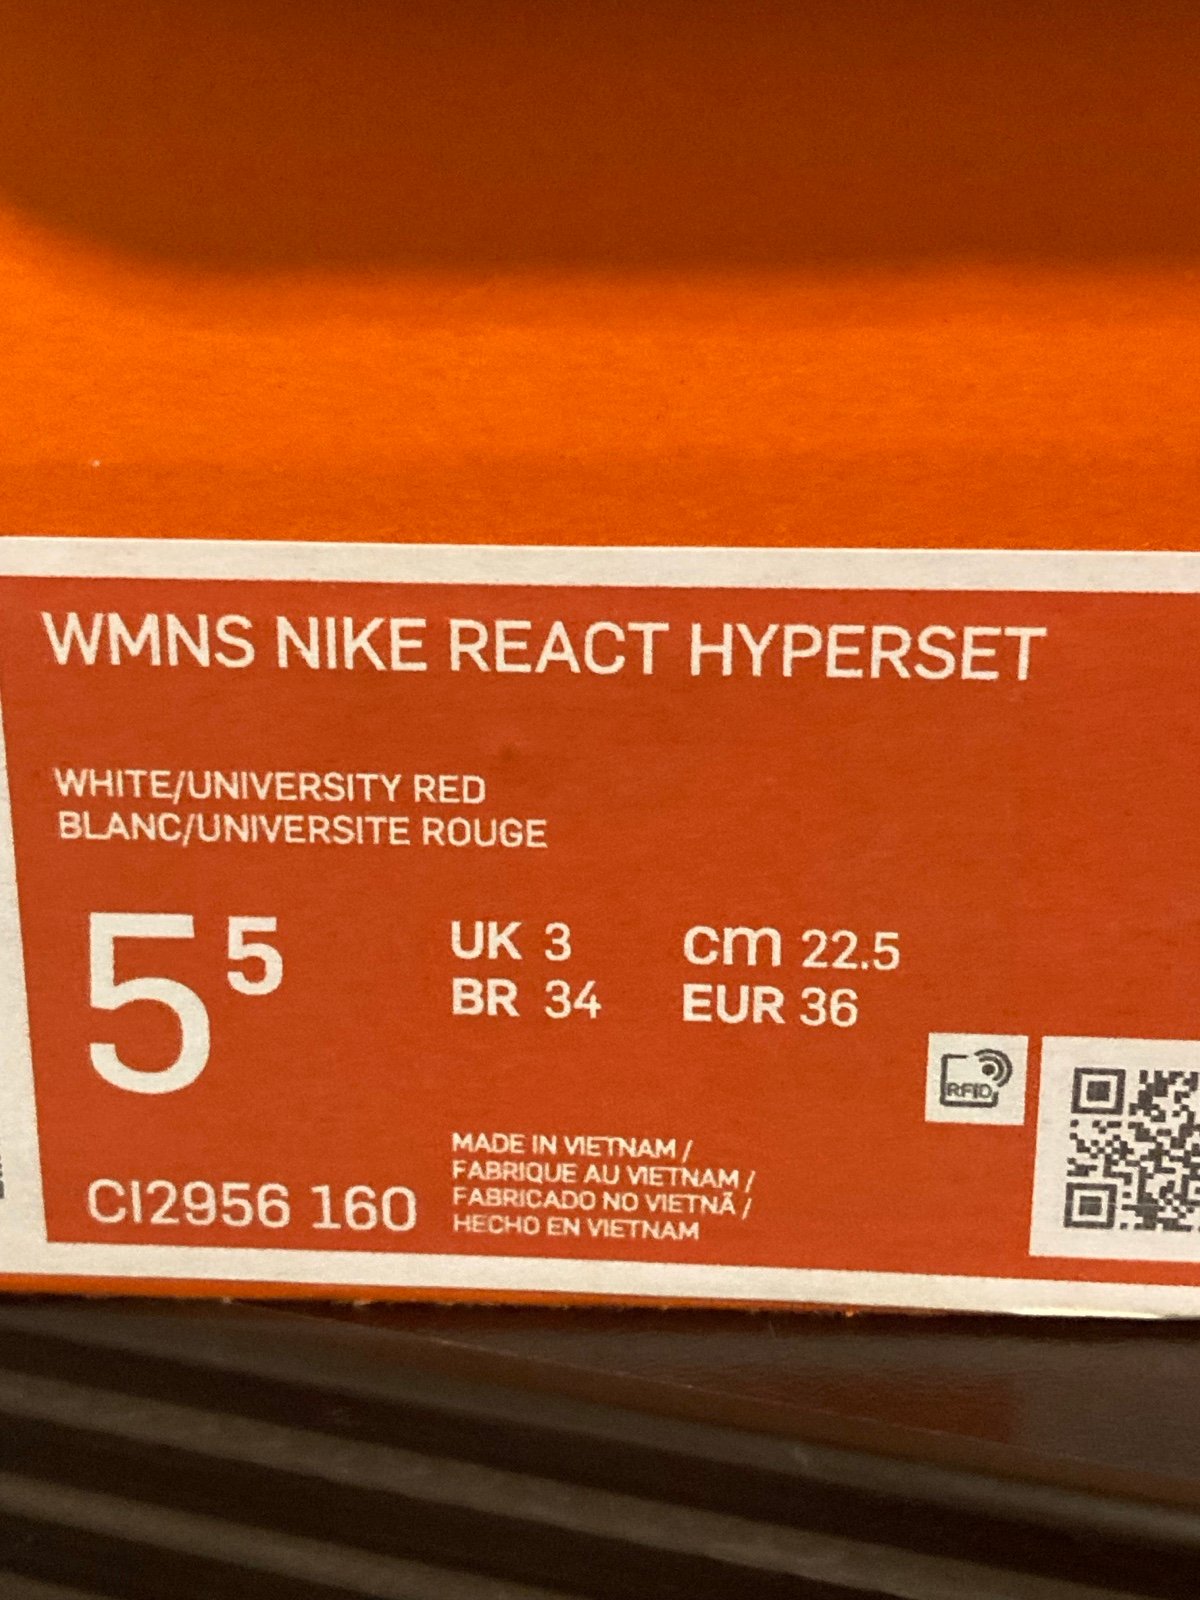 WMNS NIKE REACT HYPERSET
WHITE/UNIVERSITY RED
BLANC/UNIVERSITE ROUGE
5 5
UK 3
cm 22.5
BR 34
EUR 36
RFID
MADE IN VIETNAM /
FABRIQUE AU VIETNAM /
FABRICADO NO VIETNÃ /
HECHO EN VIETNAM
CI2956 160